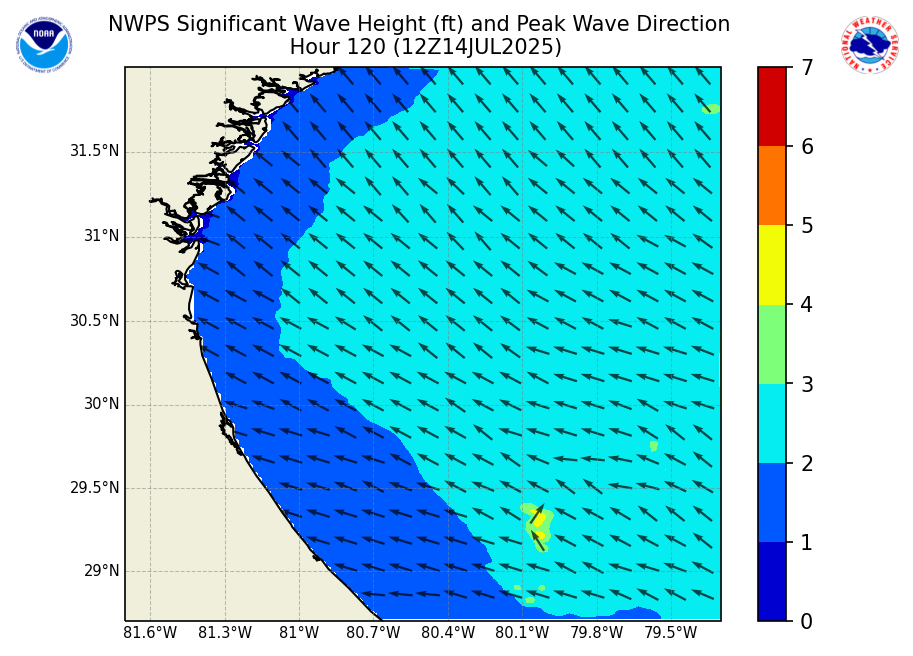 NWPS Significant Wave Height (ft) and Peak Wave Direction
Hour 120 (12Z14JUL2025)
NOAA
31.5°N
31°N
30.5°N
30°N
29.5°N
29°N
81.6°W 81.3°W 81°W 80.7°W 80.4°W 80.1°W 79.8°W 79.5°W
7
6
5
4
3
2
1
0
NATIONAL WEATHER SERVICE